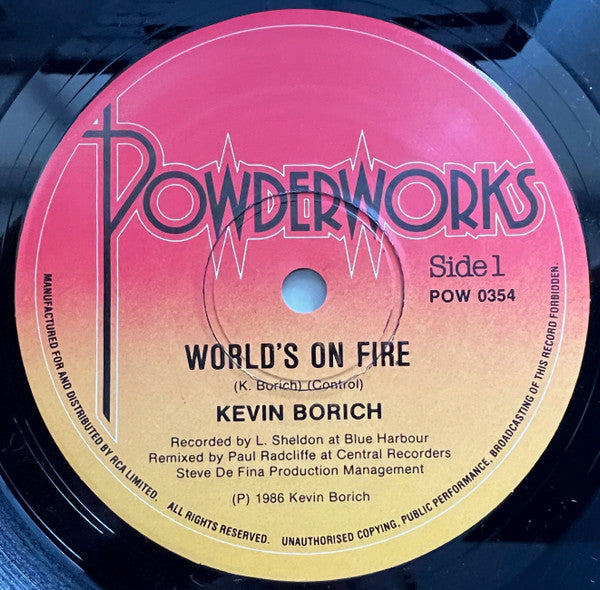 POWDERWORKS
Side 1
POW 0354
WORLD'S ON FIRE
(K. Borich) (Control)
KEVIN BORICH
Recorded by L. Sheldon at Blue Harbour
Remixed by Paul Radcliffe at Central Recorders
Steve De Fina Production Management
(P) 1986 Kevin Borich
MANUFACTURED FOR AND DISTRIBUTED BY RCA LIMITED. ALL RIGHTS RESERVED. UNAUTHORISED COPYING, PUBLIC PERFORMANCE, BROADCASTING OF THIS RECORD FORBIDDEN.